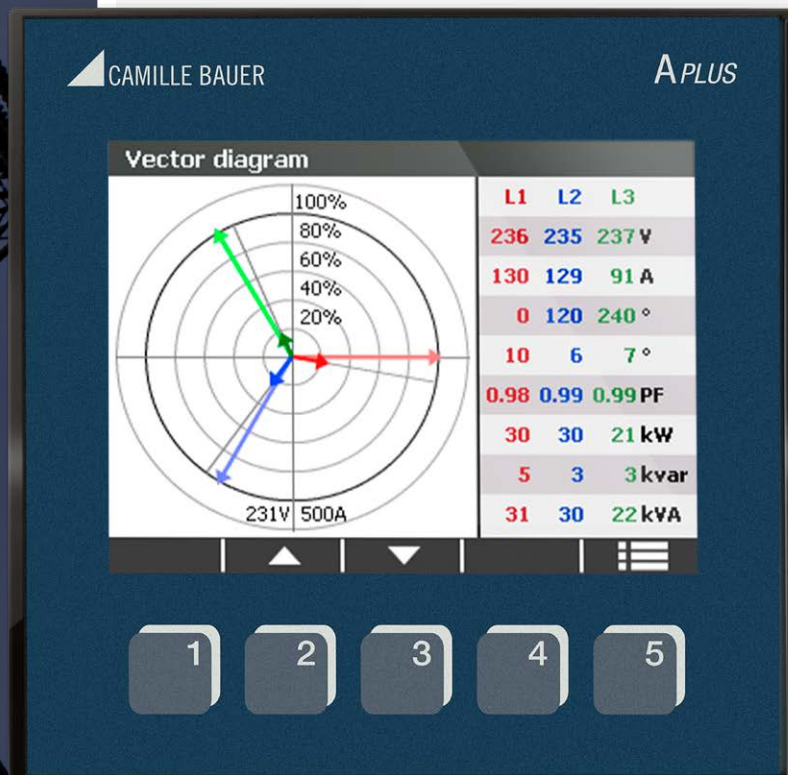 CAMILLE BAUER
A PLUS
Vector diagram
100%
80%
60%
40%
20%
231V 500A
L1 L2 L3
236 235 237 V
130 129 91 A
0 120 240 °
10 6 7 °
0.98 0.99 0.99 PF
30 30 21 kW
5 3 3 kvar
31 30 22 kVA
1 2 3 4 5